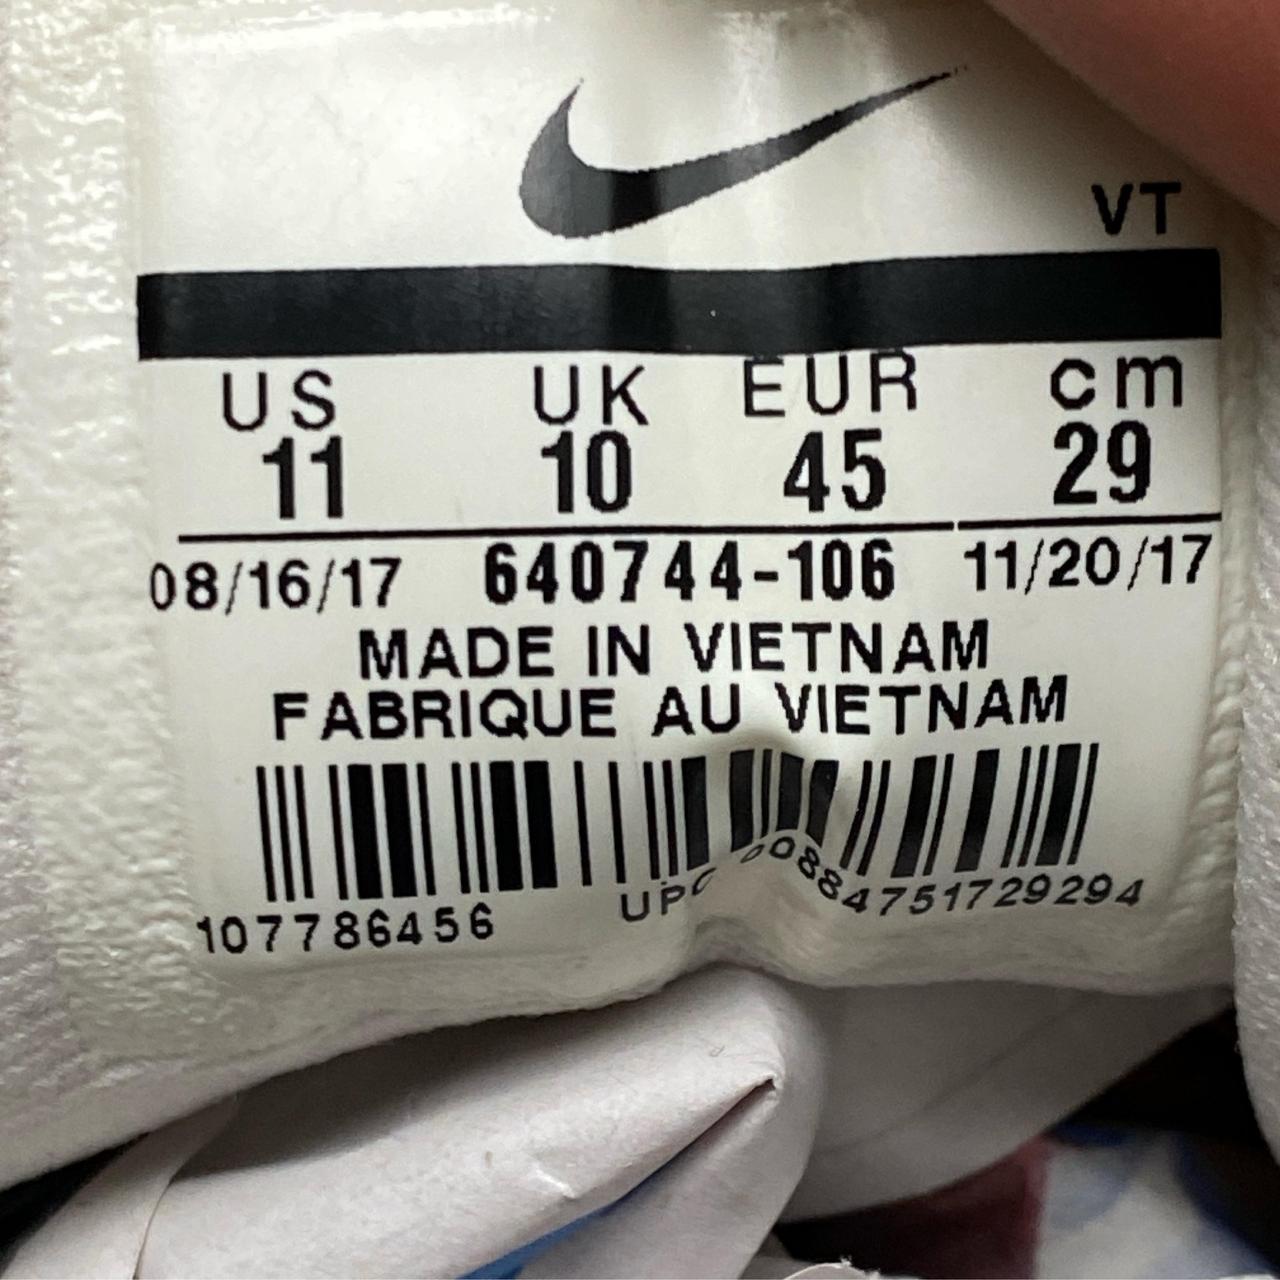 VT
US UK EUR cm
11 10 45 29
08/16/17 640744-106 11/20/17
MADE IN VIETNAM
FABRIQUE AU VIETNAM
107786456 UPC 00884751729294